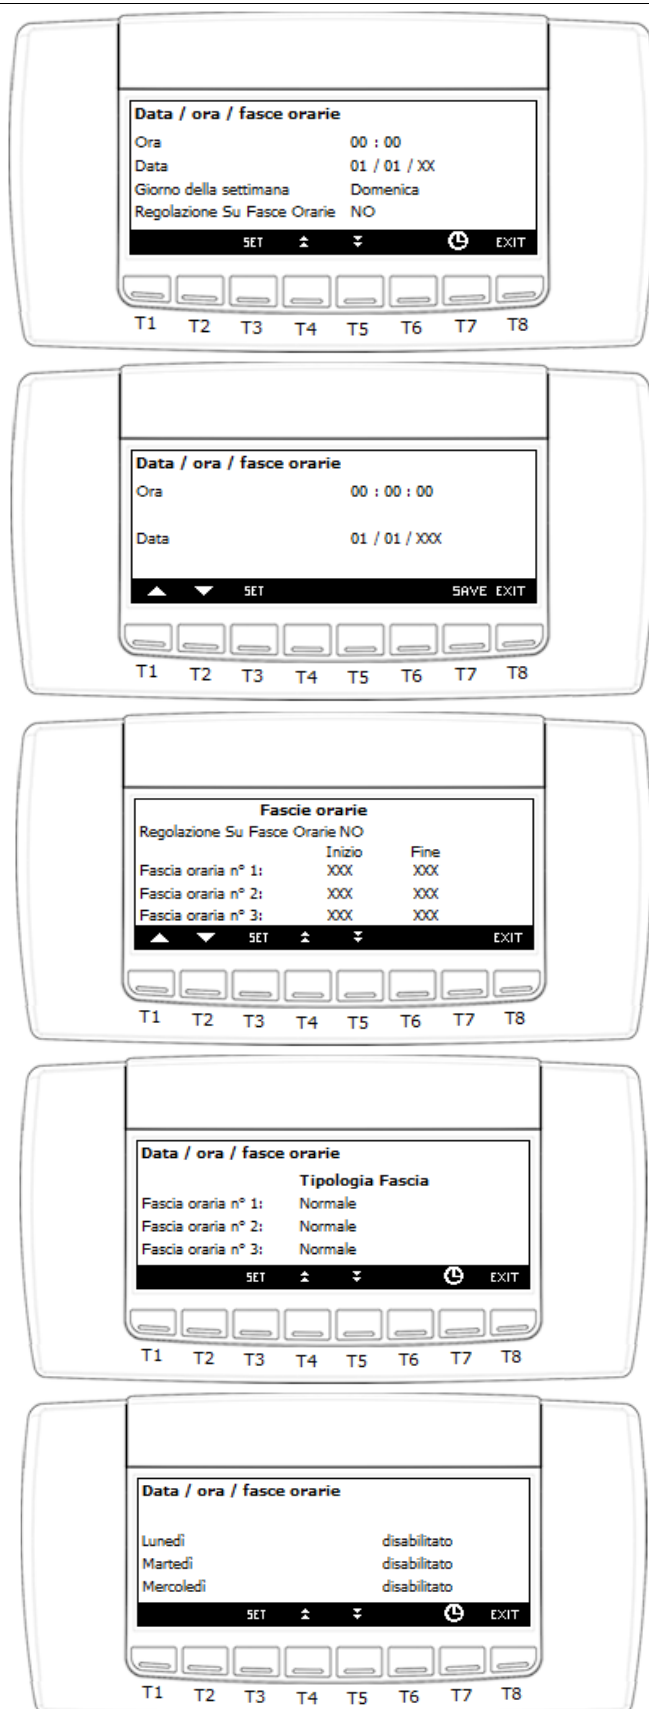 Data / ora / fasce orarie
Ora 00 : 00
Data 01 / 01 / XX
Giorno della settimana Domenica
Regolazione Su Fasce Orarie NO
SET EXIT
T1 T2 T3 T4 T5 T6 T7 T8
Data / ora / fasce orarie
Ora 00 : 00 : 00
Data 01 / 01 / XXX
SET SAVE EXIT
T1 T2 T3 T4 T5 T6 T7 T8
Fascie orarie
Regolazione Su Fasce Orarie NO
Inizio Fine
Fascia oraria n° 1: XXX XXX
Fascia oraria n° 2: XXX XXX
Fascia oraria n° 3: XXX XXX
SET EXIT
T1 T2 T3 T4 T5 T6 T7 T8
Data / ora / fasce orarie
Tipologia Fascia
Fascia oraria n° 1: Normale
Fascia oraria n° 2: Normale
Fascia oraria n° 3: Normale
SET EXIT
T1 T2 T3 T4 T5 T6 T7 T8
Data / ora / fasce orarie
Lunedì disabilitato
Martedì disabilitato
Mercoledì disabilitato
SET EXIT
T1 T2 T3 T4 T5 T6 T7 T8